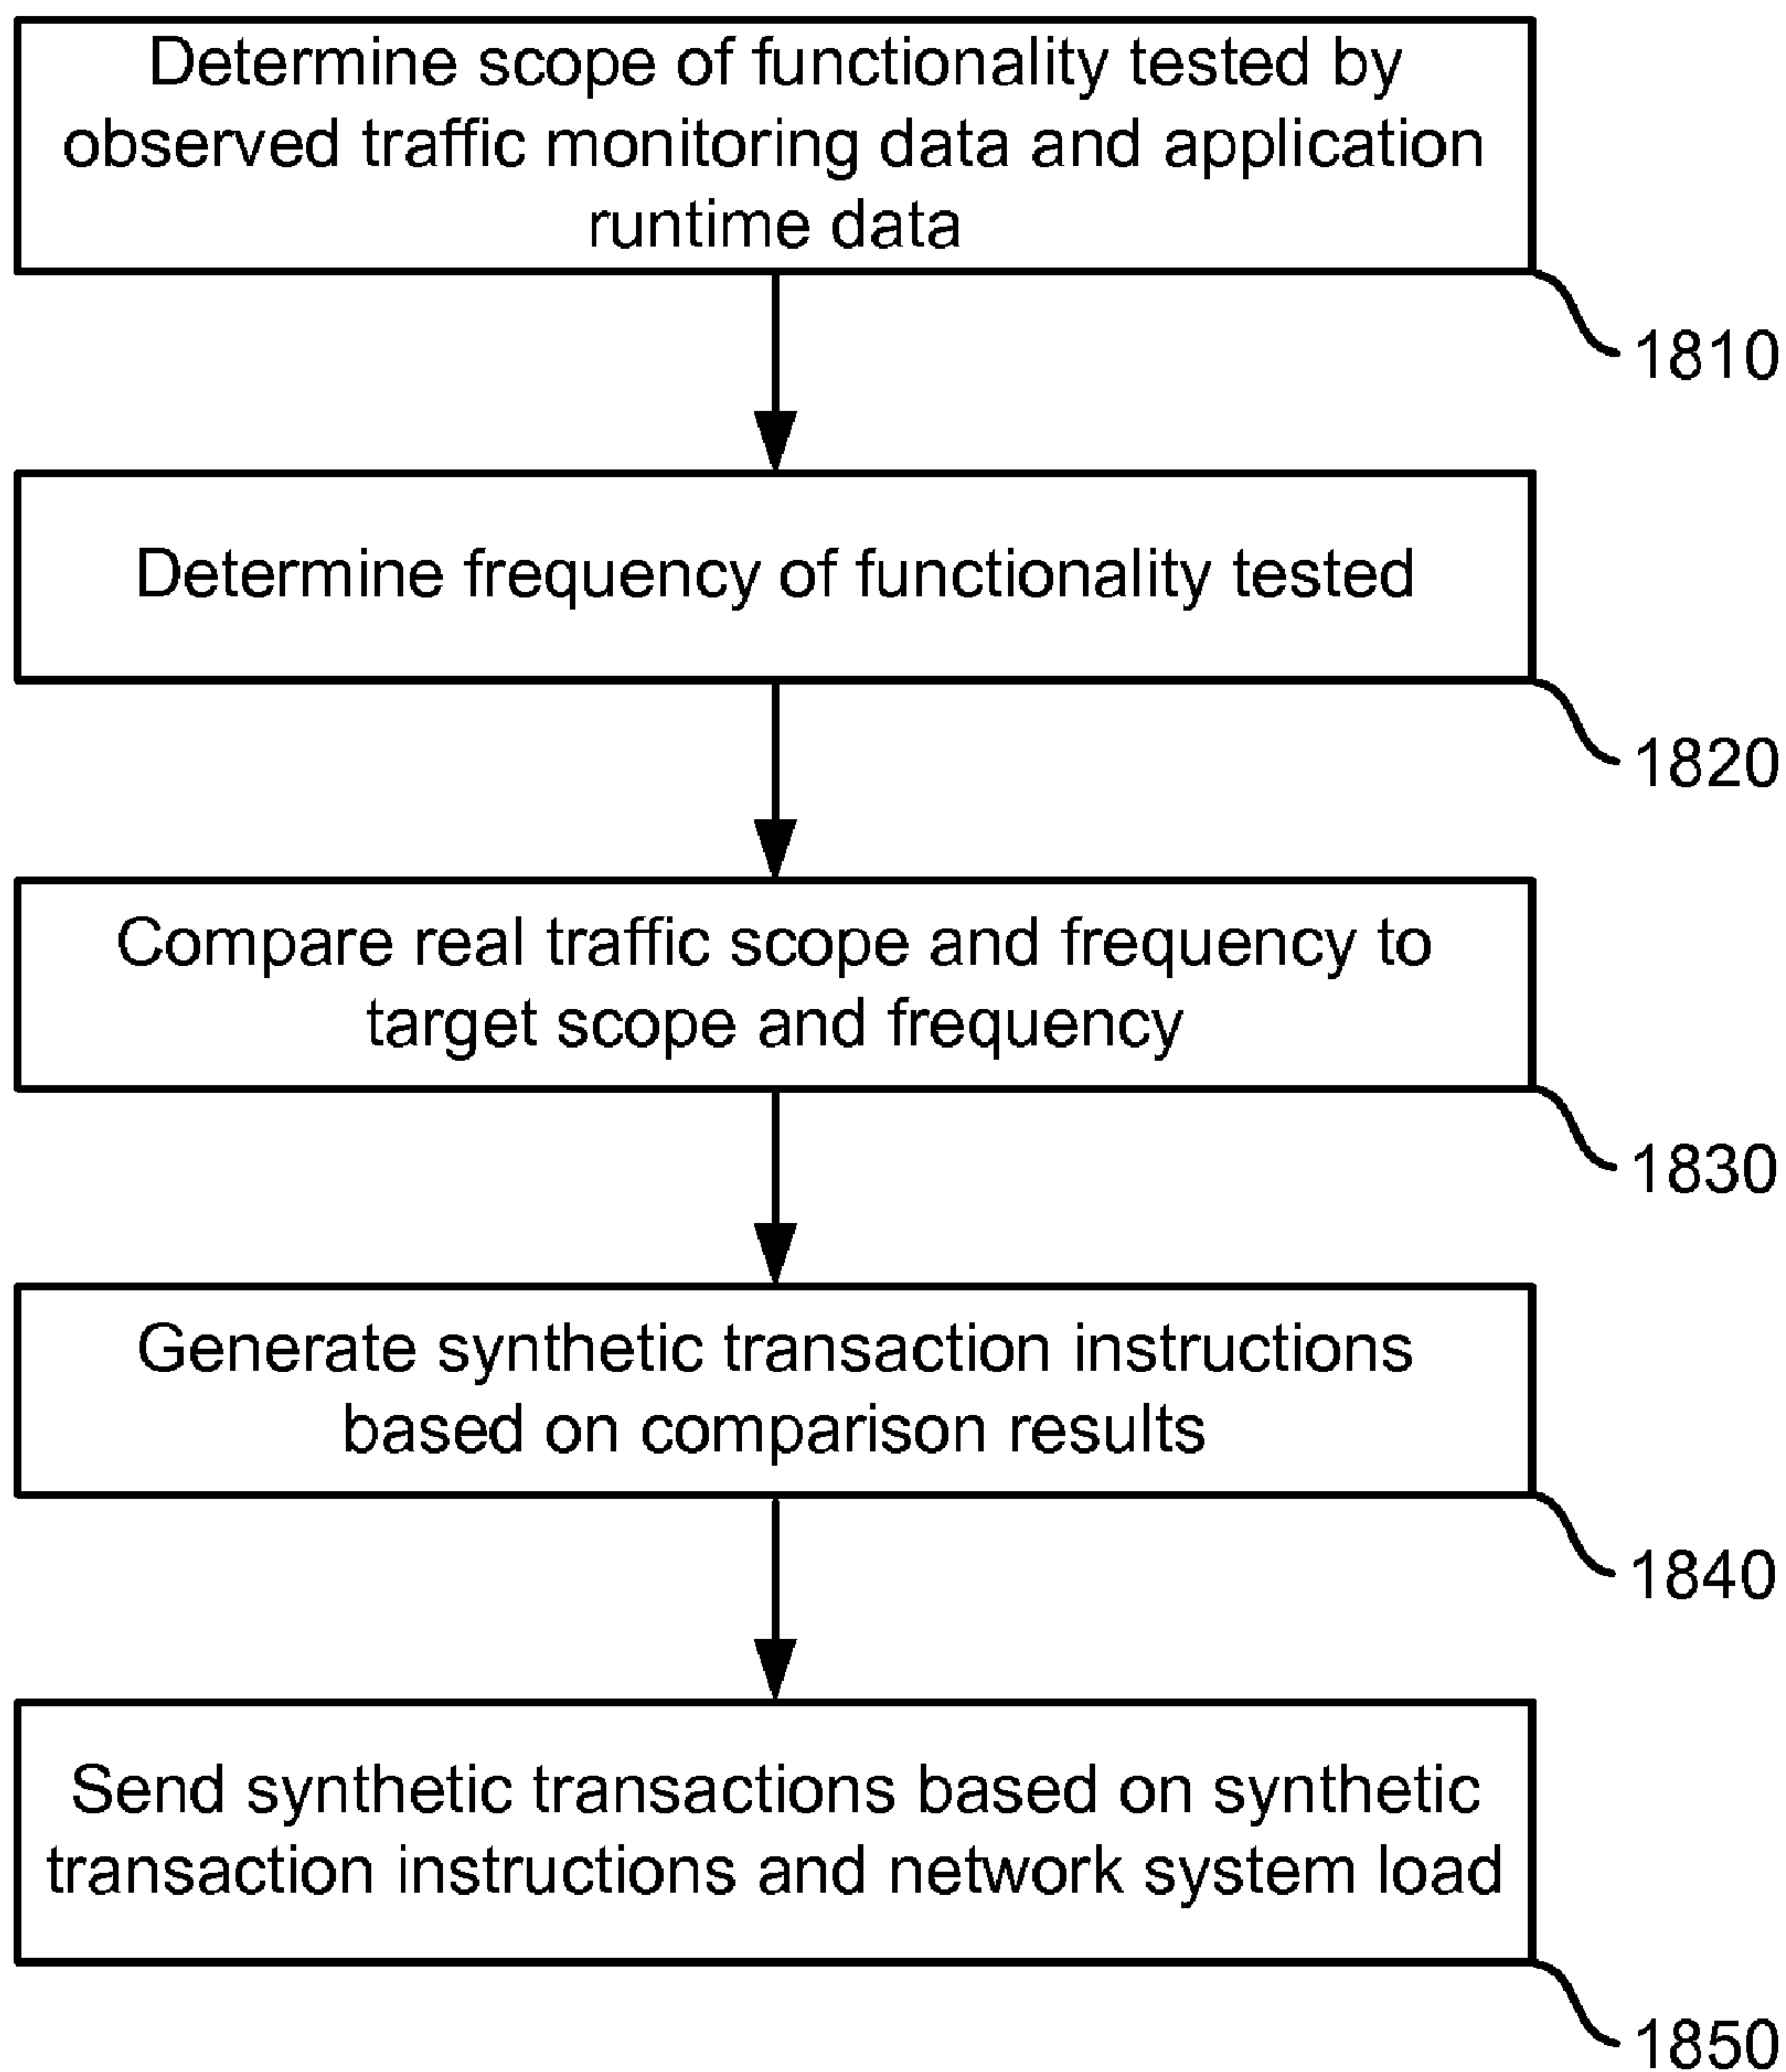 Determine scope of functionality tested by
observed traffic monitoring data and application
runtime data
1810
Determine frequency of functionality tested
1820
Compare real traffic scope and frequency to
target scope and frequency
1830
Generate synthetic transaction instructions
based on comparison results
1840
Send synthetic transactions based on synthetic
transaction instructions and network system load
1850